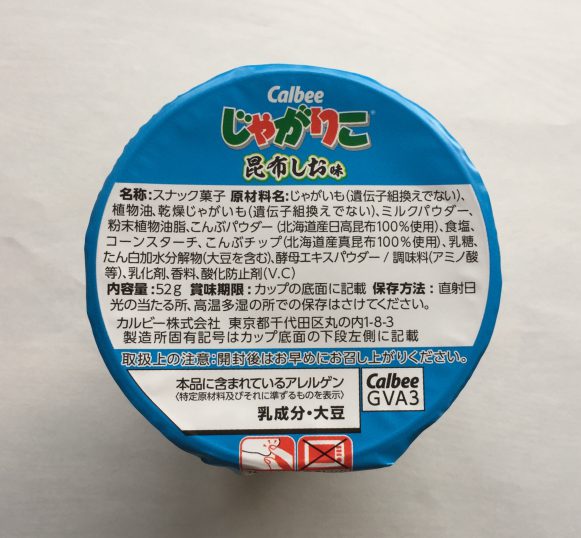 Calbee
じゃがりこ®
昆布しお味
名称:スナック菓子 原材料名:じゃがいも(遺伝子組換えでない)、
植物油、乾燥じゃがいも(遺伝子組換えでない)、ミルクパウダー、
粉末植物油脂、こんぶパウダー(北海道産日高昆布100%使用)、食塩、
コーンスターチ、こんぶチップ(北海道産真昆布100%使用)、乳糖、
たん白加水分解物(大豆を含む)、酵母エキスパウダー / 調味料(アミノ酸
等)、乳化剤、香料、酸化防止剤(V.C)
内容量:52g 賞味期限:カップの底面に記載 保存方法:直射日
光の当たる所、高温多湿の所での保存はさけてください。
カルビー株式会社 東京都千代田区丸の内1-8-3
製造所固有記号はカップ底面の下段左側に記載
取扱上の注意:開封後はお早めにお召し上がりください。
本品に含まれているアレルゲン
〈特定原材料及びそれに準ずるものを表示〉
乳成分・大豆
Calbee
GVA3